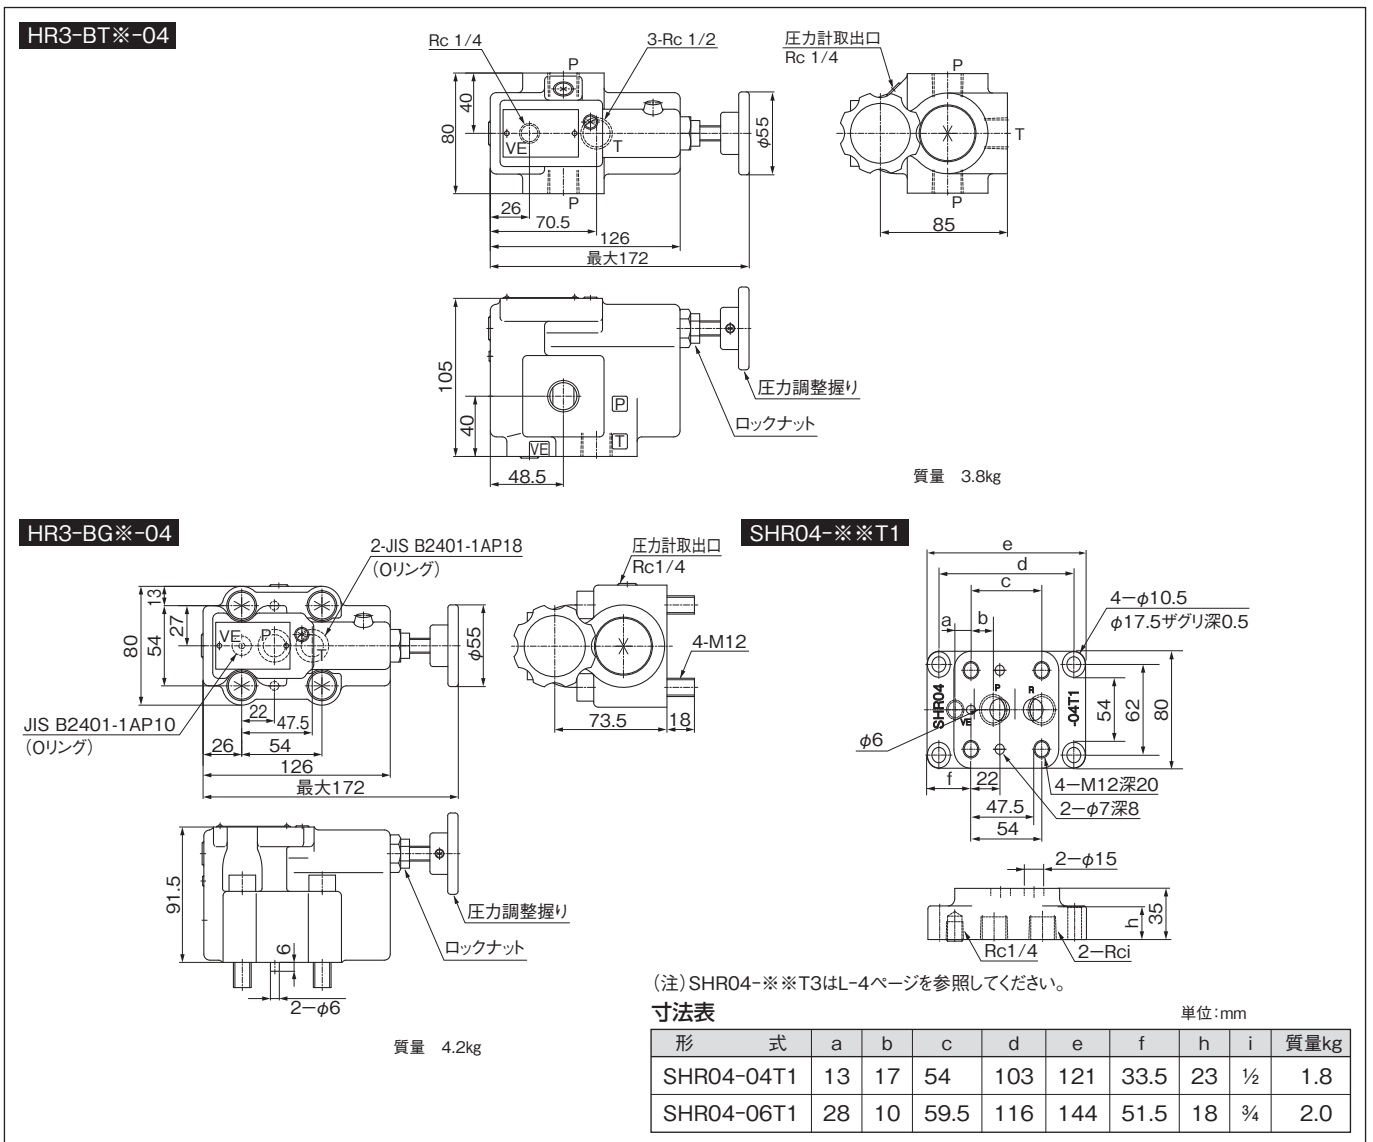 HR3-BT※-04
Rc 1/4
3-Rc 1/2
P
VE
T
P
40
80
φ55
26
70.5
126
最大172
圧力計取出口
Rc 1/4
P
T
P
85
105
40
48.5
P
T
VE
圧力調整握り
ロックナット
質量 3.8kg
HR3-BG※-04
2-JIS B2401-1AP18
(Oリング)
13
27
54
80
VE
P
T
φ55
JIS B2401-1AP10
(Oリング)
22
47.5
26
54
126
最大172
圧力計取出口
Rc1/4
4-M12
73.5
18
91.5
6
2-φ6
圧力調整握り
ロックナット
質量 4.2kg
SHR04-※※T1
e
d
c
a
b
4-φ10.5
φ17.5ザグリ深0.5
SHR04
P
R
VE
-04T1
54
62
80
φ6
f
22
47.5
54
4-M12深20
2-φ7深8
2-φ15
h
35
Rc1/4
2-Rci
(注)SHR04-※※T3はL-4ページを参照してください。
寸法表 単位:mm
形 式 a b c d e f h i 質量kg
SHR04-04T1 13 17 54 103 121 33.5 23 ½ 1.8
SHR04-06T1 28 10 59.5 116 144 51.5 18 ¾ 2.0